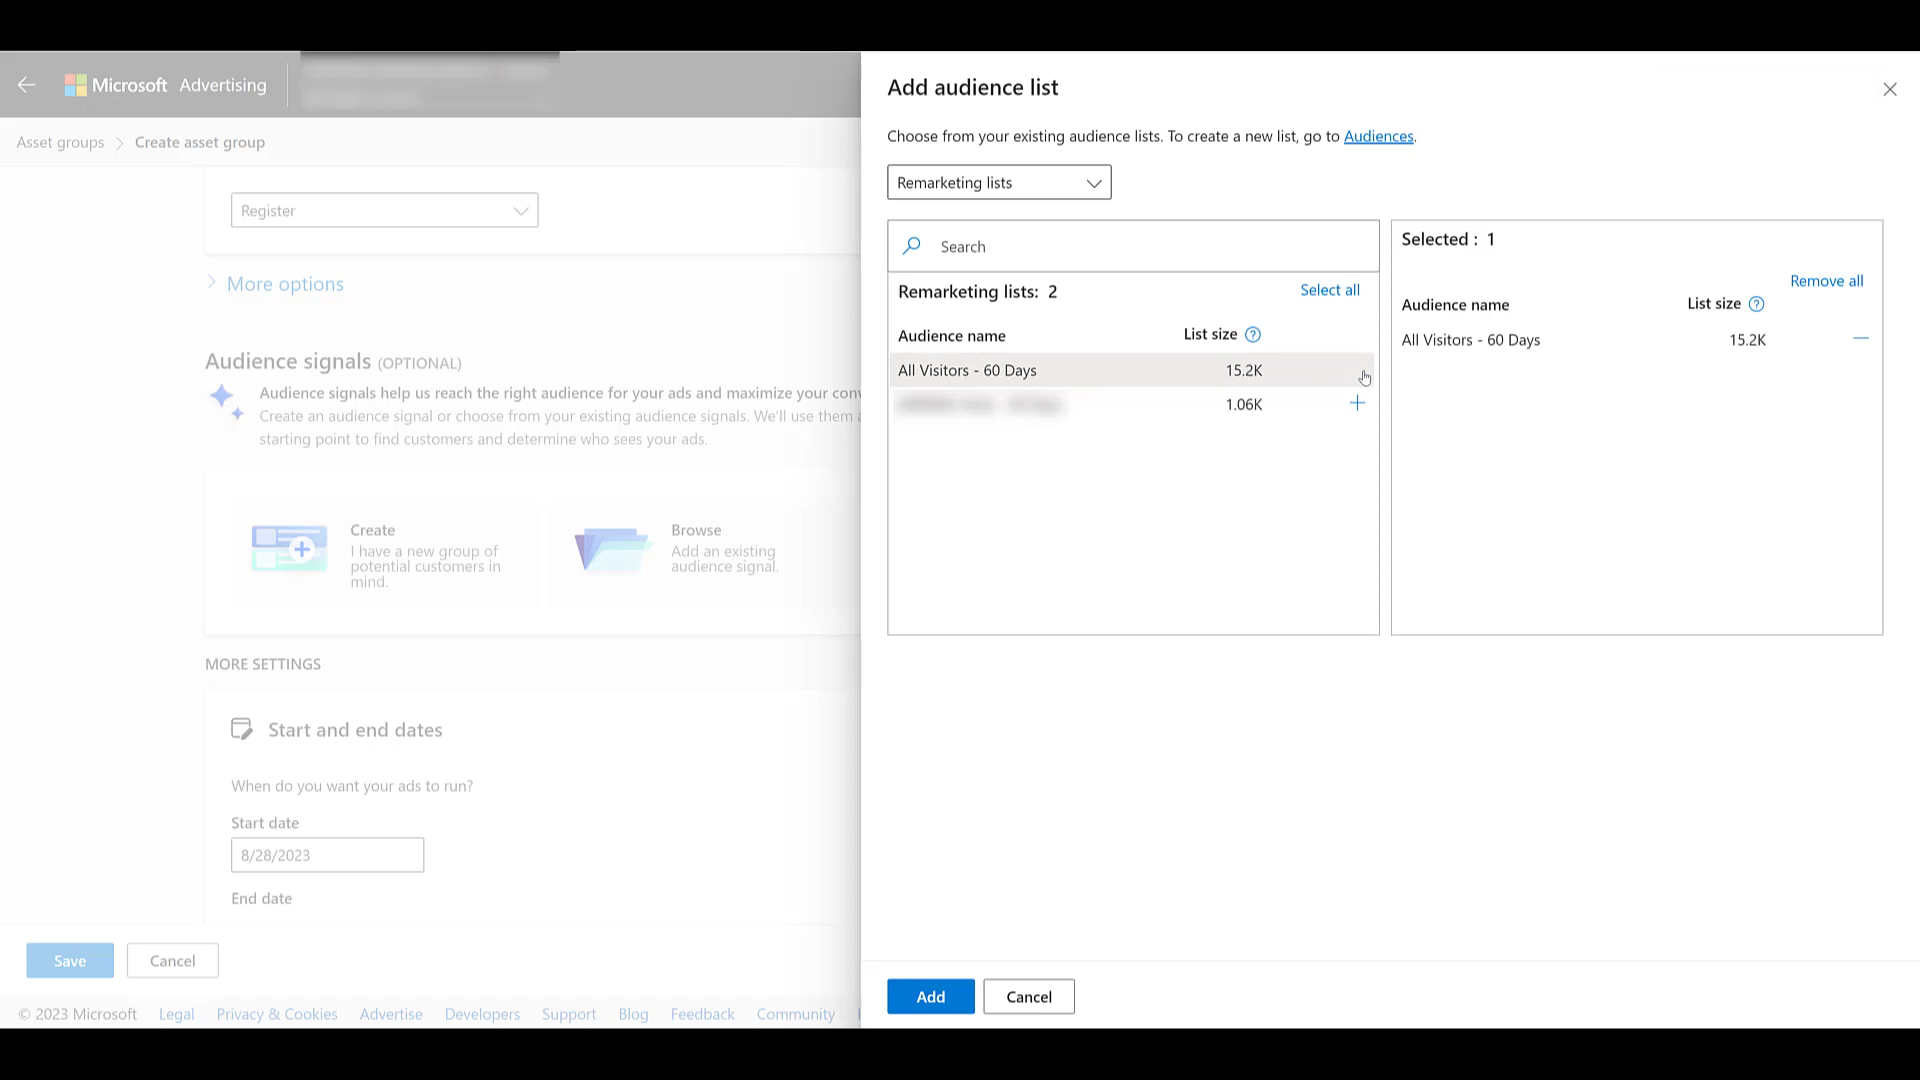 Microsoft Advertising
Asset groups > Create asset group
Register
More options
Audience signals (OPTIONAL)
Audience signals help us reach the right audience for your ads and maximize your
Create an audience signal or choose from your existing audience signals. We'll use them
starting point to find customers and determine who sees your ads.
Create
I have a new group of
potential customers in
mind.
Browse
Add an existing
audience signal.
MORE SETTINGS
Start and end dates
When do you want your ads to run?
Start date
8/28/2023
End date
Save
Cancel
© 2023 Microsoft Legal Privacy & Cookies Advertise Developers Support Blog Feedback Community
Add audience list
Choose from your existing audience lists. To create a new list, go to Audiences.
Remarketing lists
Search
Remarketing lists: 2
Select all
Audience name List size
All Visitors - 60 Days 15.2K
1.06K
Selected : 1
Remove all
Audience name List size
All Visitors - 60 Days 15.2K
Add
Cancel